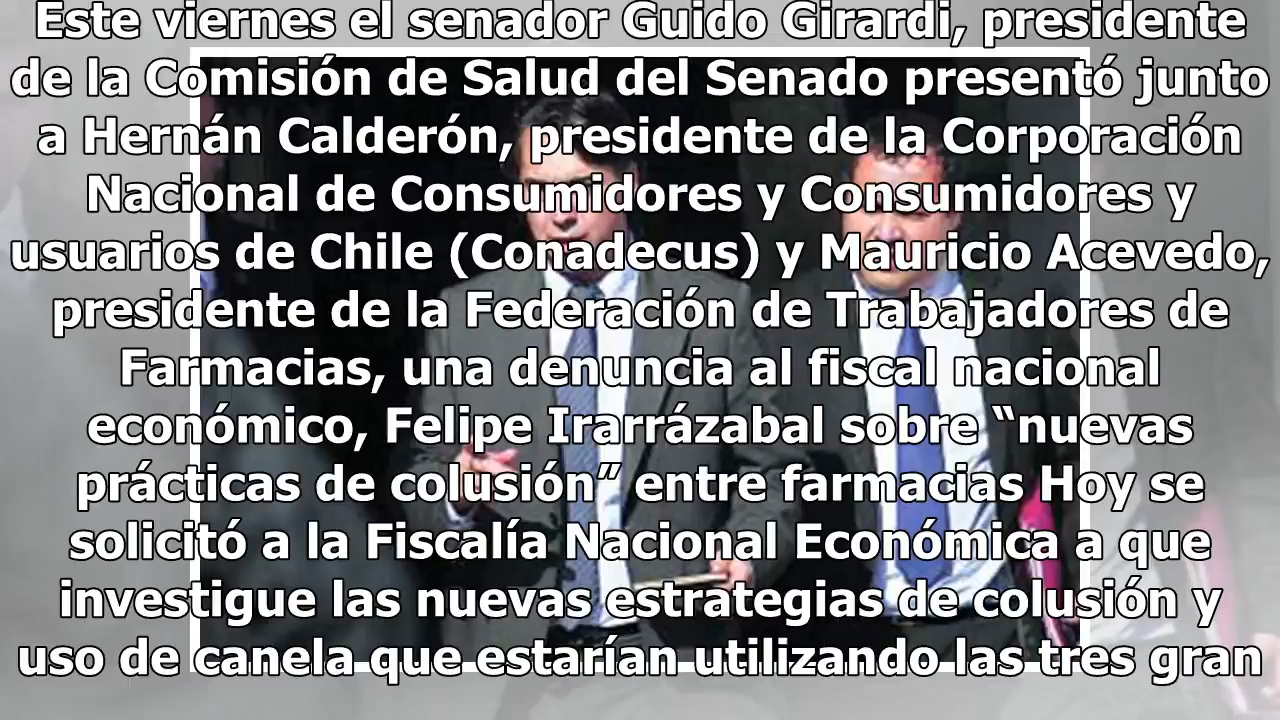 Este viernes el senador Guido Girardi, presidente
de la Comisión de Salud del Senado presentó junto
a Hernán Calderón, presidente de la Corporación
Nacional de Consumidores y Consumidores y
usuarios de Chile (Conadecus) y Mauricio Acevedo,
presidente de la Federación de Trabajadores de
Farmacias, una denuncia al fiscal nacional
económico, Felipe Irarrázabal sobre “nuevas
prácticas de colusión” entre farmacias Hoy se
solicitó a la Fiscalía Nacional Económica a que
investigue las nuevas estrategias de colusión y
uso de canela que estarían utilizando las tres gran